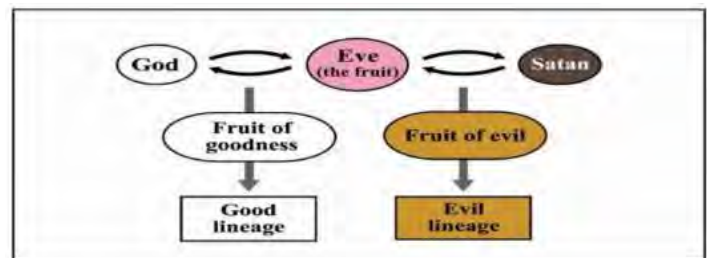 God
Eve
(the fruit)
Satan
Fruit of
goodness
Fruit of evil
Good
lineage
Evil
lineage